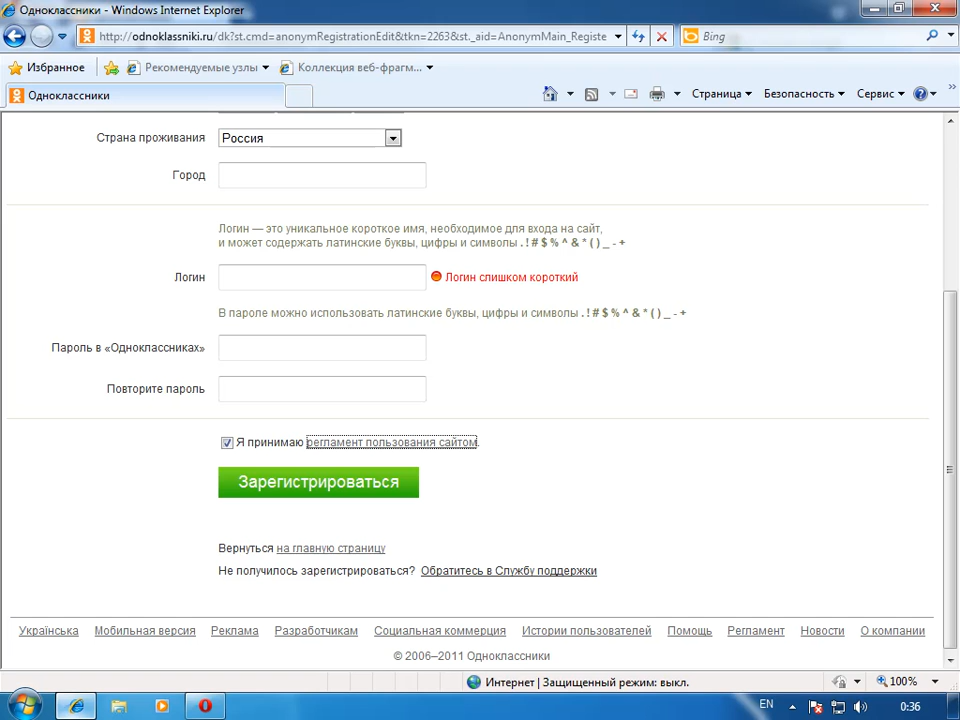 Одноклассники - Windows Internet Explorer
http://odnoklassniki.ru/dk?st.cmd=anonymRegistrationEdit&tkn=2263&st._aid=AnonymMain_Registe
Bing
Избранное Рекомендуемые узлы Коллекция веб-фрагм...
Одноклассники
Страница Безопасность Сервис
Страна проживания Россия
Город
Логин — это уникальное короткое имя, необходимое для входа на сайт,
и может содержать латинские буквы, цифры и символы . ! # $ % ^ & * ( ) _ - +
Логин Логин слишком короткий
В пароле можно использовать латинские буквы, цифры и символы . ! # $ % ^ & * ( ) _ - +
Пароль в «Одноклассниках»
Повторите пароль
Я принимаю регламент пользования сайтом.
Зарегистрироваться
Вернуться на главную страницу
Не получилось зарегистрироваться? Обратитесь в Службу поддержки
Українська Мобильная версия Реклама Разработчикам Социальная коммерция Истории пользователей Помощь Регламент Новости О компании
© 2006–2011 Одноклассники
Интернет | Защищенный режим: выкл. 100%
EN 0:36